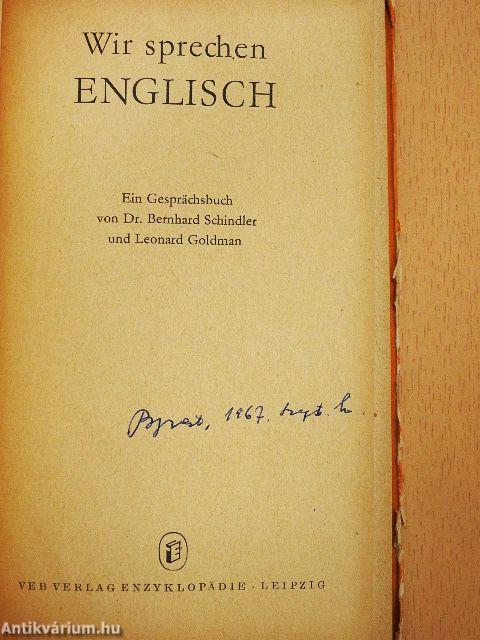 Wir sprechen
ENGLISCH
Ein Gesprächsbuch
von Dr. Bernhard Schindler
und Leonard Goldman
1967. szept.
VEB VERLAG ENZYKLOPÄDIE · LEIPZIG
Antikvárium.hu